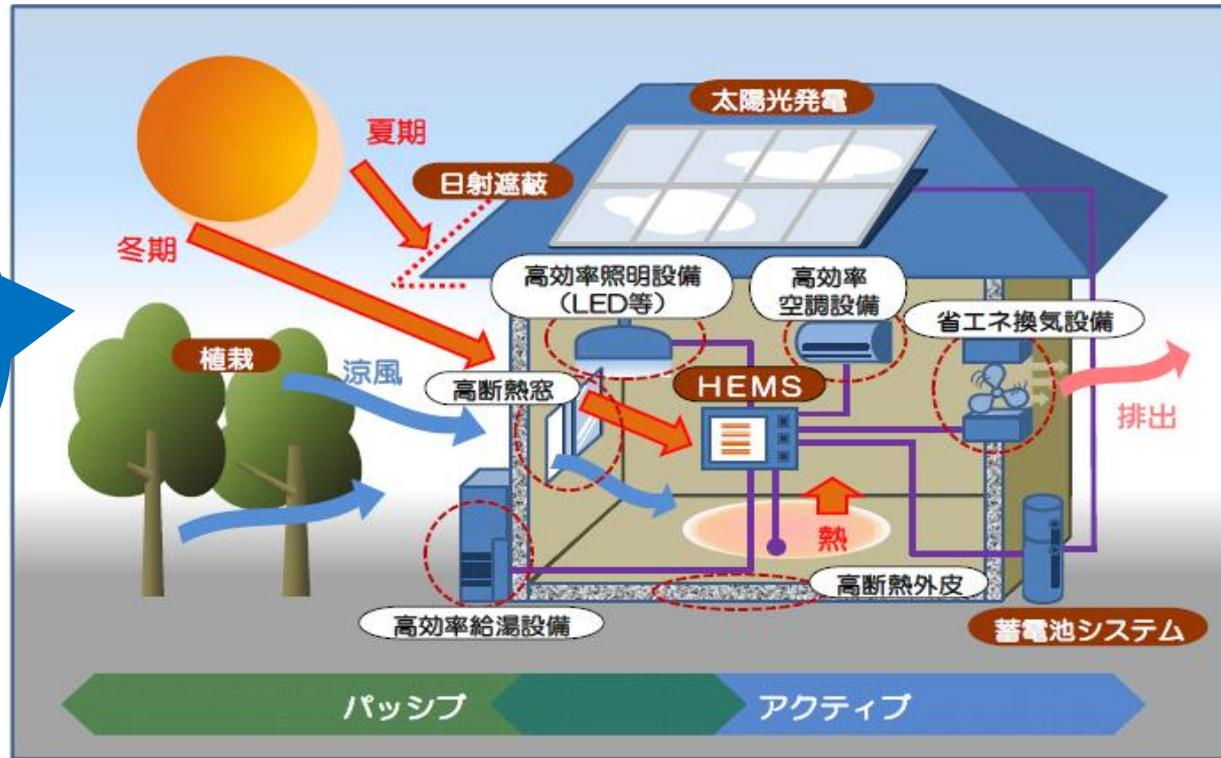 太陽光発電
夏期
日射遮蔽
冬期
高効率照明設備
（LED等）
高効率
空調設備
省エネ換気設備
植栽
涼風
高断熱窓
HEMS
排出
熱
高断熱外皮
高効率給湯設備
蓄電池システム
パッシブ
アクティブ